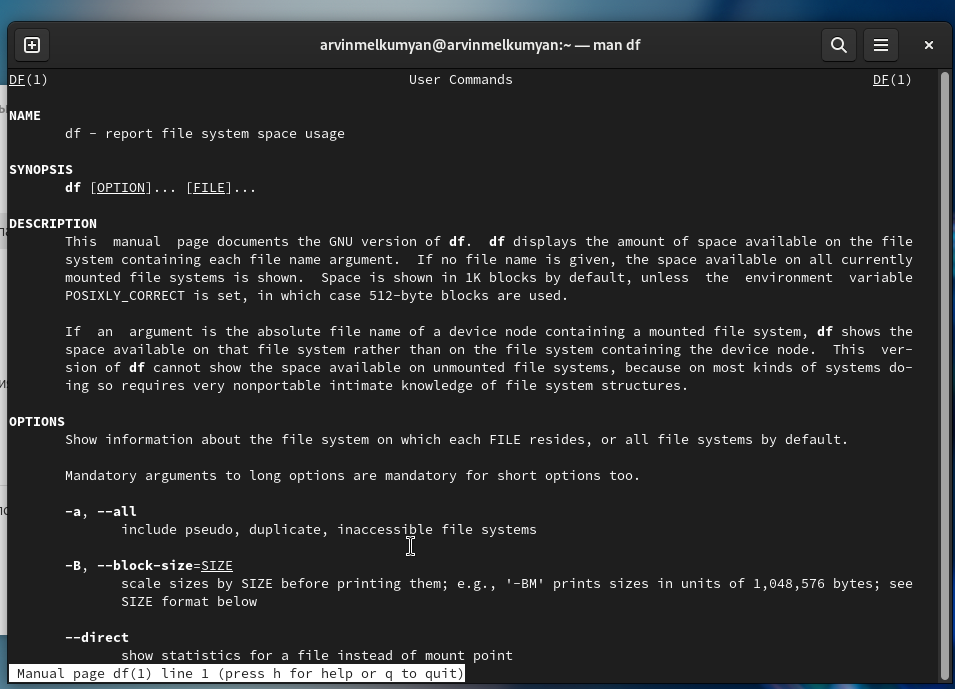 arvinmelkumyan@arvinmelkumyan:~ — man df
DF(1) User Commands DF(1)
NAME
df - report file system space usage
SYNOPSIS
df [OPTION]... [FILE]...
DESCRIPTION
This manual page documents the GNU version of df. df displays the amount of space available on the file
system containing each file name argument. If no file name is given, the space available on all currently
mounted file systems is shown. Space is shown in 1K blocks by default, unless the environment variable
POSIXLY_CORRECT is set, in which case 512-byte blocks are used.
If an argument is the absolute file name of a device node containing a mounted file system, df shows the
space available on that file system rather than on the file system containing the device node. This ver-
sion of df cannot show the space available on unmounted file systems, because on most kinds of systems do-
ing so requires very nonportable intimate knowledge of file system structures.
OPTIONS
Show information about the file system on which each FILE resides, or all file systems by default.
Mandatory arguments to long options are mandatory for short options too.
-a, --all
include pseudo, duplicate, inaccessible file systems
-B, --block-size=SIZE
scale sizes by SIZE before printing them; e.g., '-BM' prints sizes in units of 1,048,576 bytes; see
SIZE format below
--direct
show statistics for a file instead of mount point
Manual page df(1) line 1 (press h for help or q to quit)